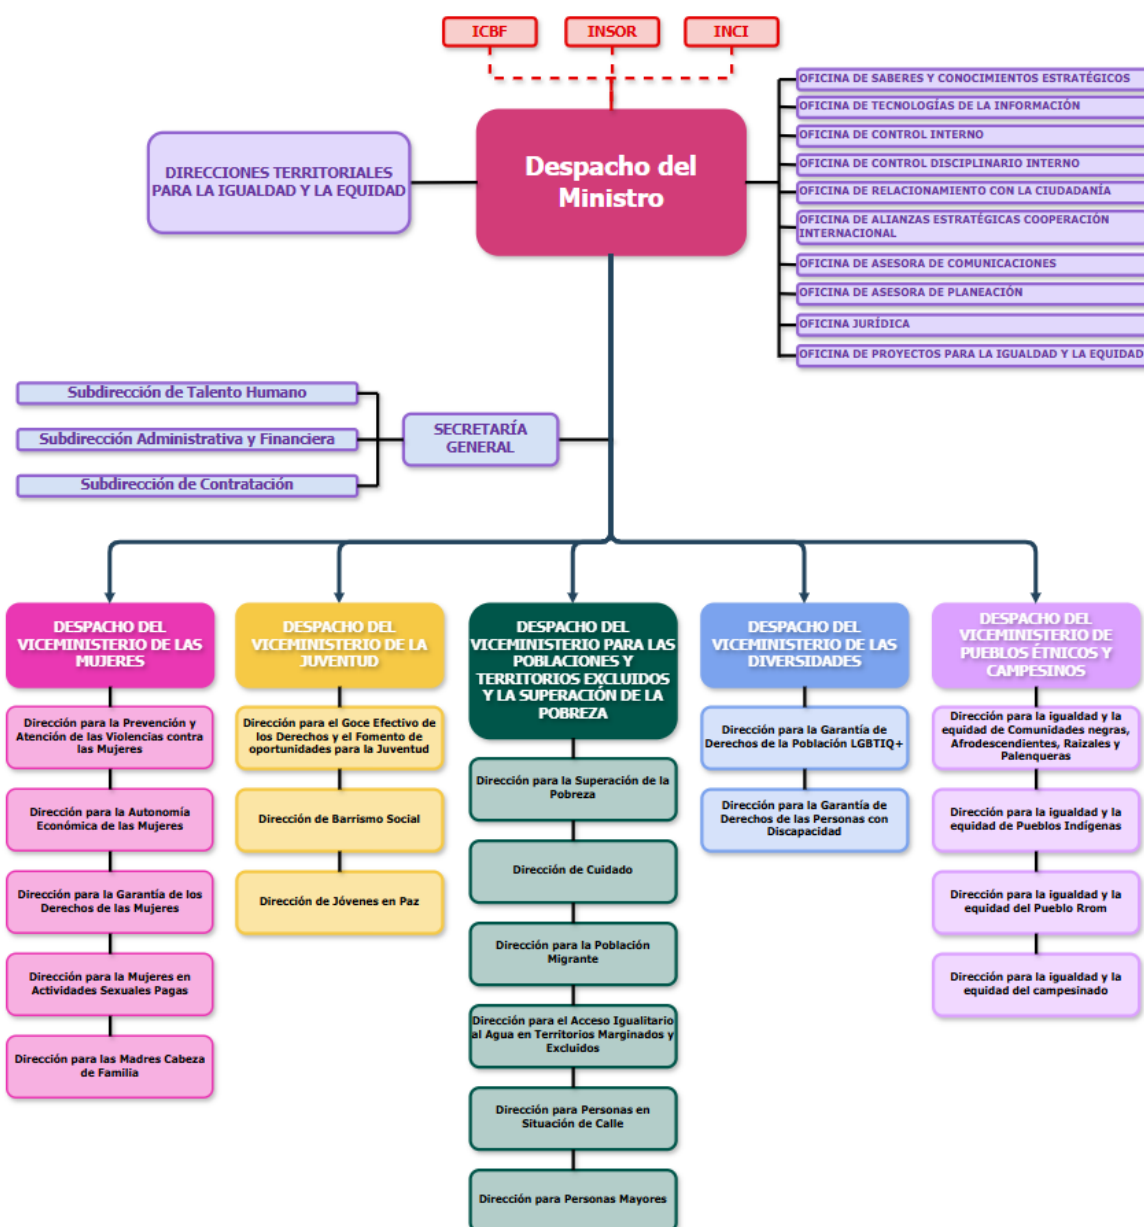 ICBF
INSOR
INCI
OFICINA DE SABERES Y CONOCIMIENTOS ESTRATÉGICOS
OFICINA DE TECNOLOGÍAS DE LA INFORMACIÓN
OFICINA DE CONTROL INTERNO
OFICINA DE CONTROL DISCIPLINARIO INTERNO
OFICINA DE RELACIONAMIENTO CON LA CIUDADANÍA
OFICINA DE ALIANZAS ESTRATÉGICAS COOPERACIÓN
INTERNACIONAL
OFICINA DE ASESORA DE COMUNICACIONES
OFICINA DE ASESORA DE PLANEACIÓN
OFICINA JURÍDICA
OFICINA DE PROYECTOS PARA LA IGUALDAD Y LA EQUIDAD
Despacho del
Ministro
DIRECCIONES TERRITORIALES
PARA LA IGUALDAD Y LA EQUIDAD
Subdirección de Talento Humano
Subdirección Administrativa y Financiera
Subdirección de Contratación
SECRETARÍA
GENERAL
DESPACHO DEL
VICEMINISTERIO DE LAS
MUJERES
Dirección para la Prevención y
Atención de las Violencias contra
las Mujeres
Dirección para la Autonomía
Económica de las Mujeres
Dirección para la Garantía de los
Derechos de las Mujeres
Dirección para la Mujeres en
Actividades Sexuales Pagas
Dirección para las Madres Cabeza
de Familia
DESPACHO DEL
VICEMINISTERIO DE LA
JUVENTUD
Dirección para el Goce Efectivo de
los Derechos y el Fomento de
oportunidades para la Juventud
Dirección de Barrismo Social
Dirección de Jóvenes en Paz
DESPACHO DEL
VICEMINISTERIO PARA LAS
POBLACIONES Y
TERRITORIOS EXCLUIDOS
Y LA SUPERACIÓN DE LA
POBREZA
Dirección para la Superación de la
Pobreza
Dirección de Cuidado
Dirección para la Población
Migrante
Dirección para el Acceso Igualitario
al Agua en Territorios Marginados y
Excluidos
Dirección para Personas en
Situación de Calle
Dirección para Personas Mayores
DESPACHO DEL
VICEMINISTERIO DE LAS
DIVERSIDADES
Dirección para la Garantía de
Derechos de la Población LGBTIQ+
Dirección para la Garantía de
Derechos de las Personas con
Discapacidad
DESPACHO DEL
VICEMINISTERIO DE
PUEBLOS ÉTNICOS Y
CAMPESINOS
Dirección para la igualdad y la
equidad de Comunidades negras,
Afrodescendientes, Raizales y
Palenqueras
Dirección para la igualdad y la
equidad de Pueblos Indígenas
Dirección para la igualdad y la
equidad del Pueblo Rrom
Dirección para la igualdad y la
equidad del campesinado